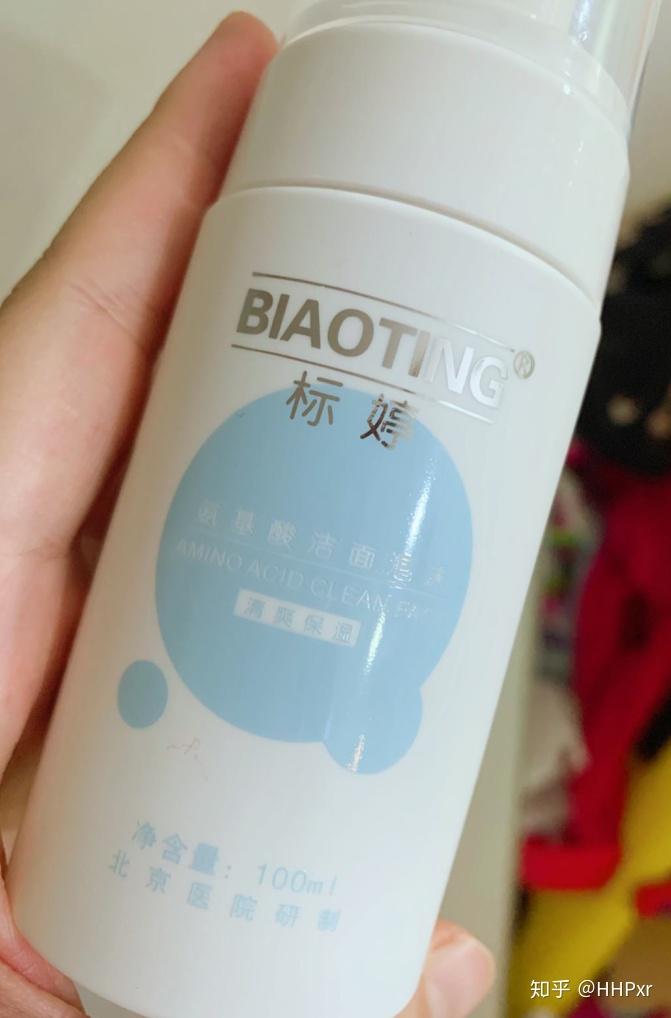 BIAOTING®
标婷
氨基酸洁面泡沫
AMINO ACID CLEAN
清爽保湿
净含量：100ml
北京医院研制
知乎 @HHPxr